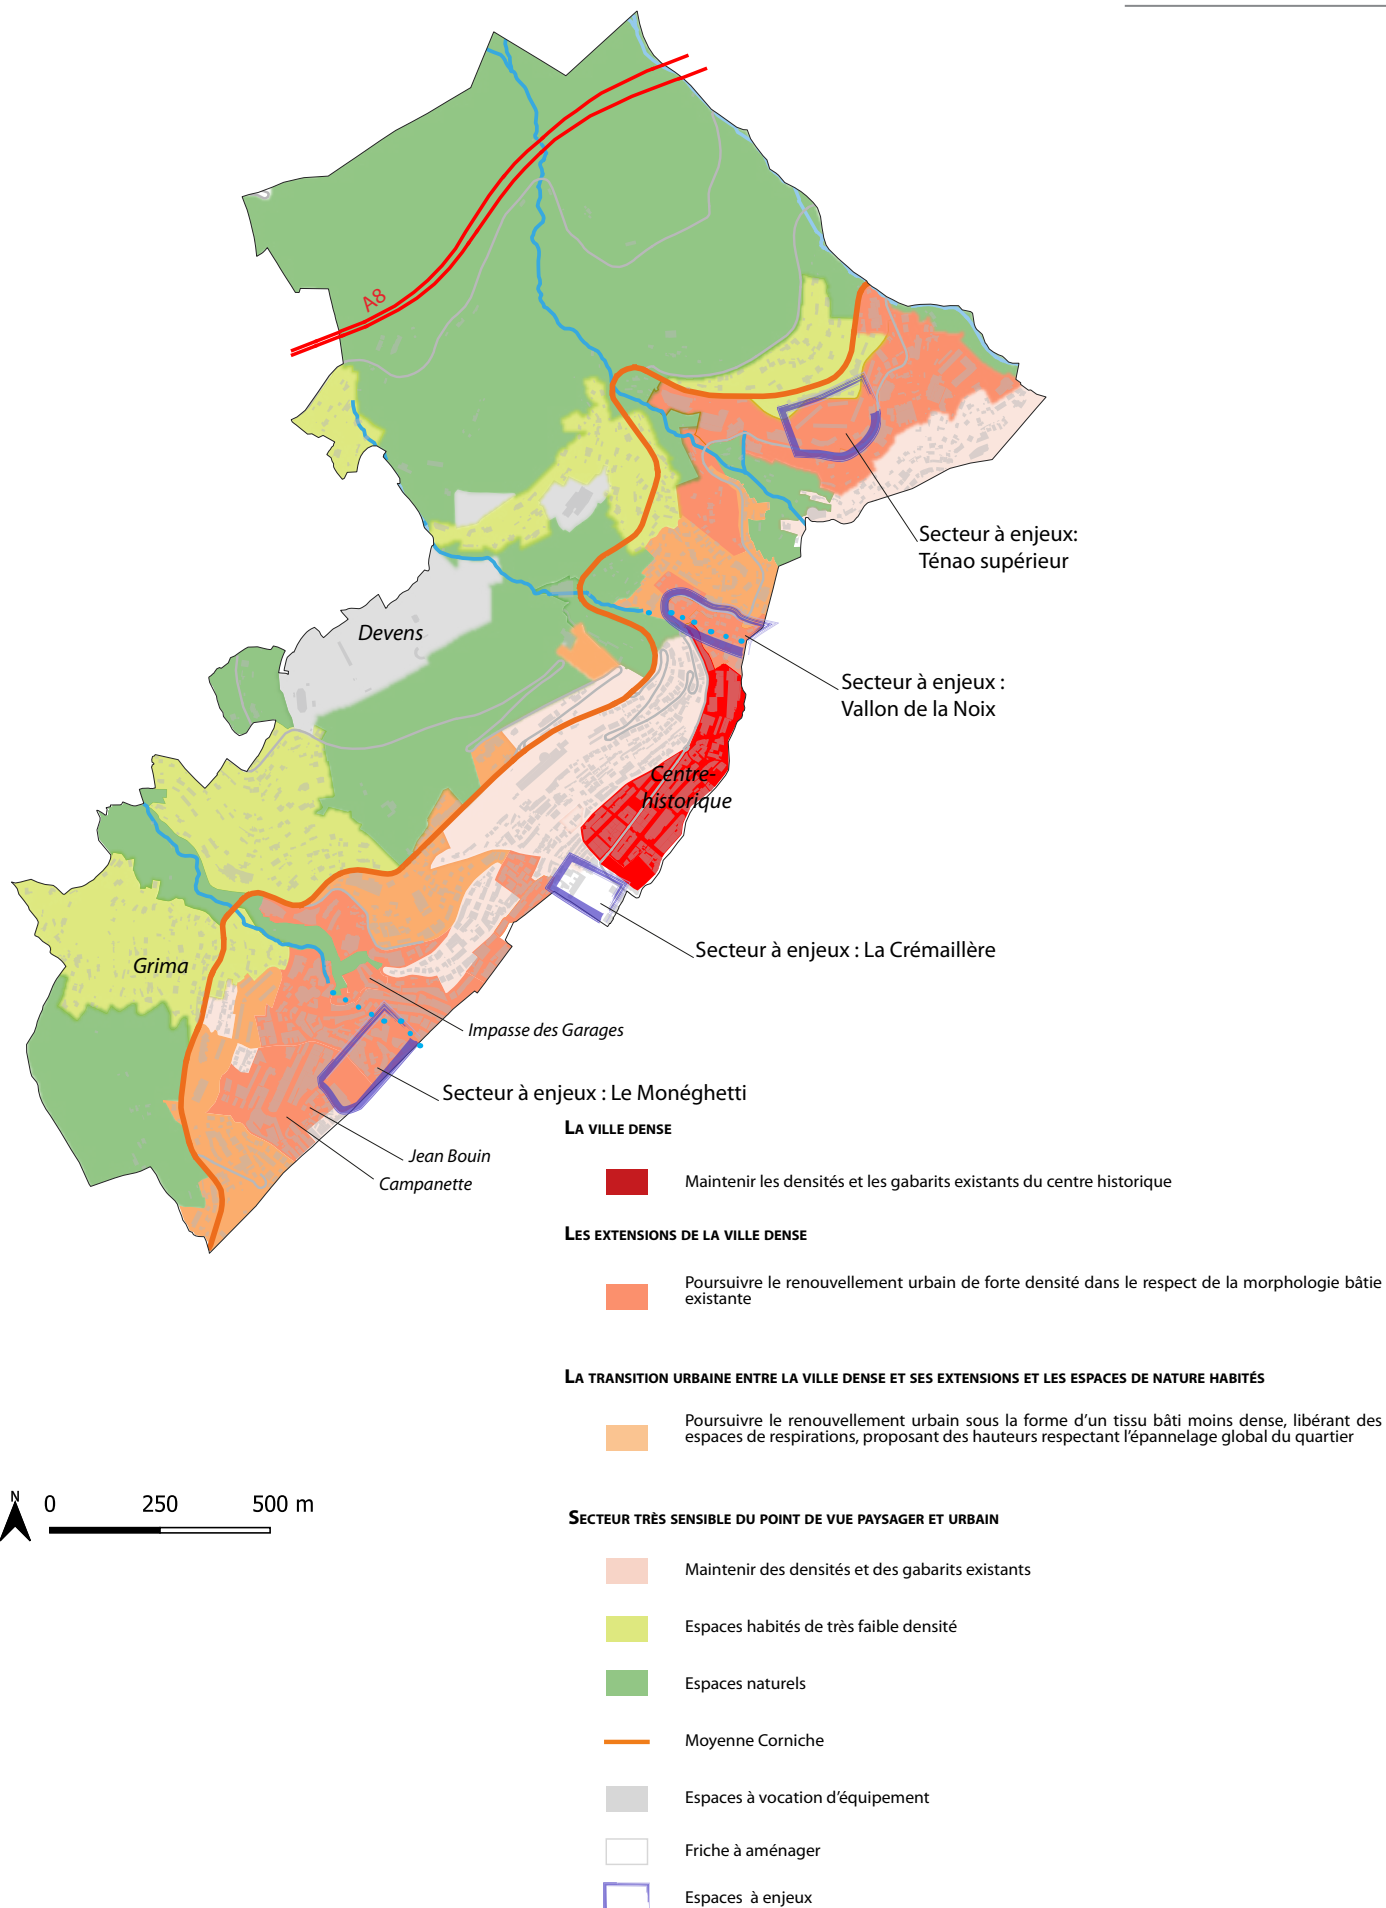 A8
Secteur à enjeux:
Ténao supérieur
Devens
Secteur à enjeux :
Vallon de la Noix
Centre-
historique
Secteur à enjeux : La Crémaillère
Grima
Impasse des Garages
Secteur à enjeux : Le Monéghetti
Jean Bouin
Campanette
LA VILLE DENSE
Maintenir les densités et les gabarits existants du centre historique
LES EXTENSIONS DE LA VILLE DENSE
Poursuivre le renouvellement urbain de forte densité dans le respect de la morphologie bâtie
existante
LA TRANSITION URBAINE ENTRE LA VILLE DENSE ET SES EXTENSIONS ET LES ESPACES DE NATURE HABITÉS
Poursuivre le renouvellement urbain sous la forme d'un tissu bâti moins dense, libérant des
espaces de respirations, proposant des hauteurs respectant l'épannelage global du quartier
N
0 250 500 m
SECTEUR TRÈS SENSIBLE DU POINT DE VUE PAYSAGER ET URBAIN
Maintenir des densités et des gabarits existants
Espaces habités de très faible densité
Espaces naturels
Moyenne Corniche
Espaces à vocation d'équipement
Friche à aménager
Espaces à enjeux